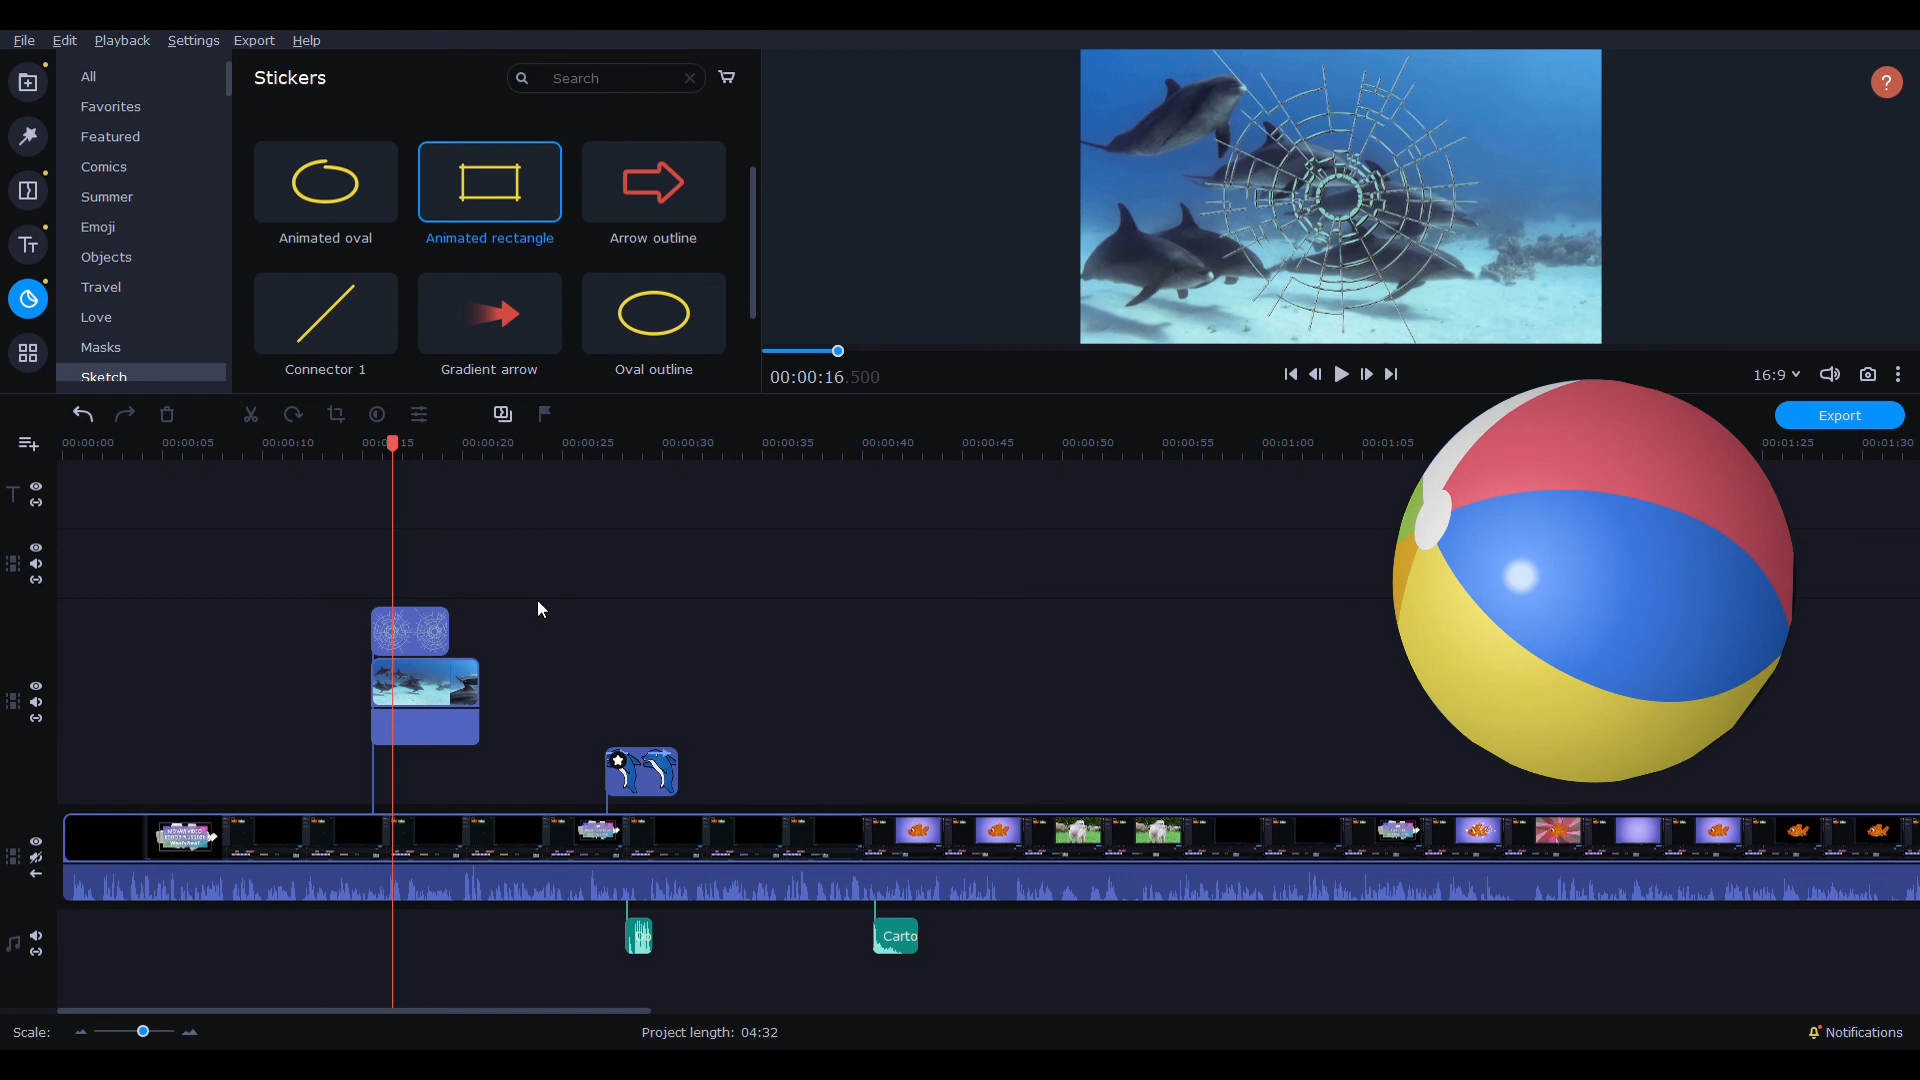 File Edit Playback Settings Export Help
All
Favorites
Featured
Comics
Summer
Emoji
Objects
Travel
Love
Masks
Sketch
Stickers
Search
Animated oval
Animated rectangle
Arrow outline
Connector 1
Gradient arrow
Oval outline
?
00:00:16.500
16:9
Export
00:00:00 00:00:05 00:00:10 00:00:15 00:00:20 00:00:25 00:00:30 00:00:35 00:00:40 00:00:45 00:00:50 00:00:55 00:01:00 00:01:05 00:01:25 00:01:30
Carto
Scale:
Project length: 04:32
Notifications